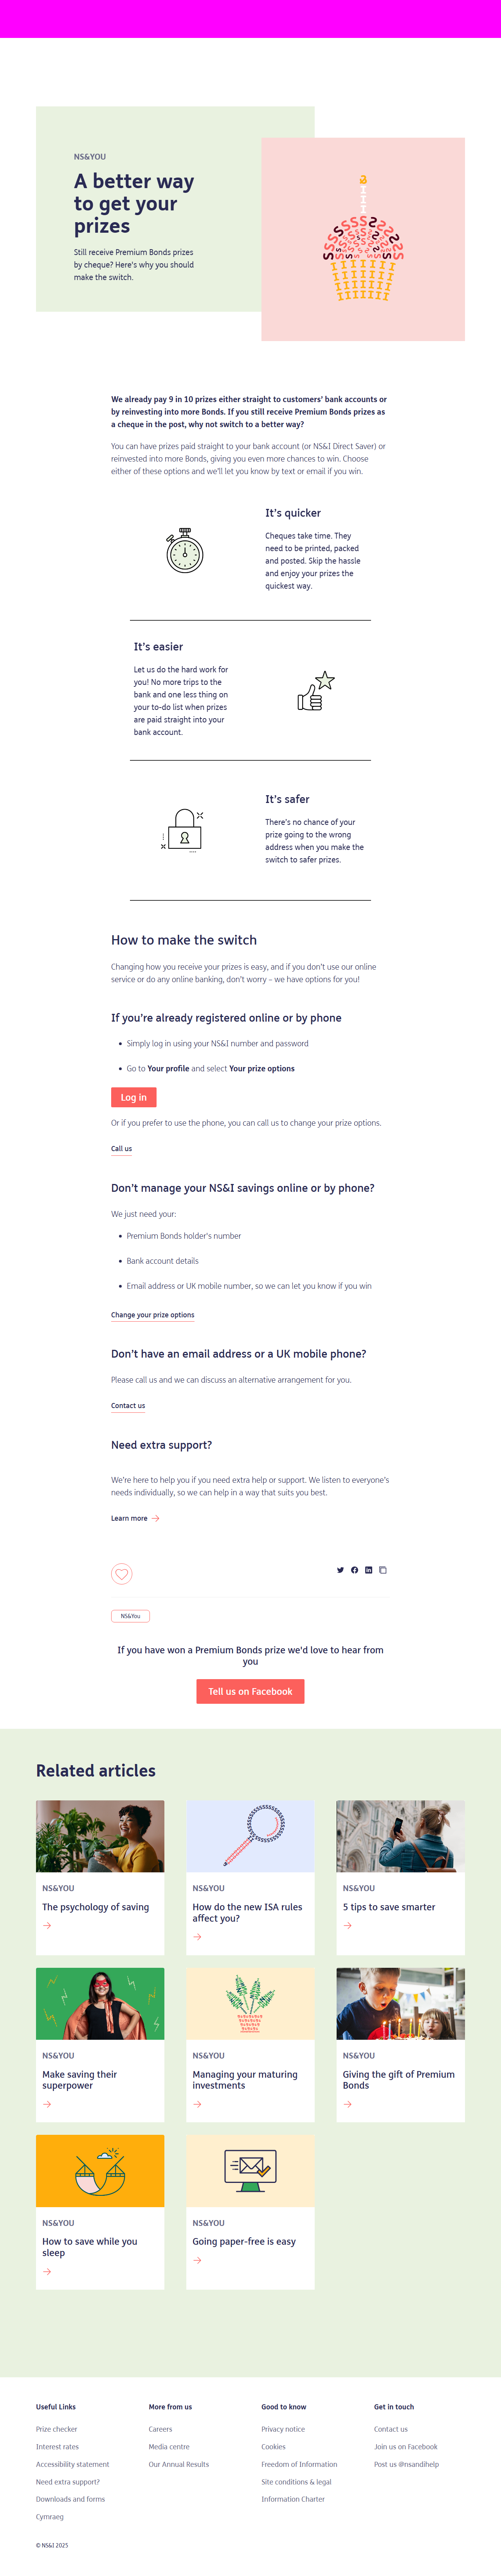 NS&YOU
A better way
to get your
prizes
Still receive Premium Bonds prizes
by cheque? Here's why you should
make the switch.
We already pay 9 in 10 prizes either straight to customers' bank accounts or
by reinvesting into more Bonds. If you still receive Premium Bonds prizes as
a cheque in the post, why not switch to a better way?
You can have prizes paid straight to your bank account (or NS&I Direct Saver) or
reinvested into more Bonds, giving you even more chances to win. Choose
either of these options and we'll let you know by text or email if you win.
It's quicker
Cheques take time. They
need to be printed, packed
and posted. Skip the hassle
and enjoy your prizes the
quickest way.
It's easier
Let us do the hard work for
you! No more trips to the
bank and one less thing on
your to-do list when prizes
are paid straight into your
bank account.
It's safer
There's no chance of your
prize going to the wrong
address when you make the
switch to safer prizes.
How to make the switch
Changing how you receive your prizes is easy, and if you don't use our online
service or do any online banking, don't worry – we have options for you!
If you're already registered online or by phone
• Simply log in using your NS&I number and password
• Go to Your profile and select Your prize options
Log in
Or if you prefer to use the phone, you can call us to change your prize options.
Call us
Don't manage your NS&I savings online or by phone?
We just need your:
• Premium Bonds holder's number
• Bank account details
• Email address or UK mobile number, so we can let you know if you win
Change your prize options
Don't have an email address or a UK mobile phone?
Please call us and we can discuss an alternative arrangement for you.
Contact us
Need extra support?
We're here to help you if you need extra help or support. We listen to everyone's
needs individually, so we can help in a way that suits you best.
Learn more
NS&You
If you have won a Premium Bonds prize we'd love to hear from
you
Tell us on Facebook
Related articles
NS&YOU
The psychology of saving
NS&YOU
How do the new ISA rules
affect you?
NS&YOU
5 tips to save smarter
NS&YOU
Make saving their
superpower
NS&YOU
Managing your maturing
investments
NS&YOU
Giving the gift of Premium
Bonds
NS&YOU
How to save while you
sleep
NS&YOU
Going paper-free is easy
Useful Links
Prize checker
Interest rates
Accessibility statement
Need extra support?
Downloads and forms
Cymraeg
More from us
Careers
Media centre
Our Annual Results
Good to know
Privacy notice
Cookies
Freedom of Information
Site conditions & legal
Information Charter
Get in touch
Contact us
Join us on Facebook
Post us @nsandihelp
© NS&I 2025